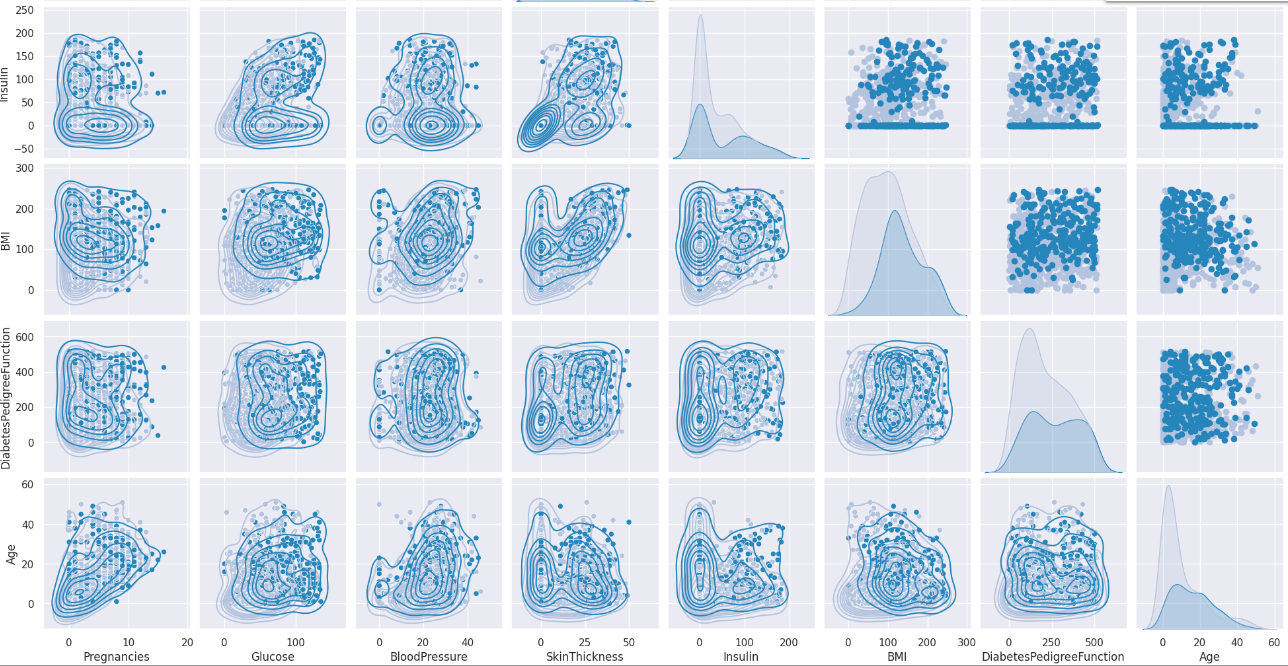 250
200
150
100
50
0
−50
Insulin
300
200
100
0
BMI
600
400
200
0
DiabetesPedigreeFunction
60
40
20
0
Age
0 10 20
Pregnancies
0 100
Glucose
0 20 40
BloodPressure
0 25 50
SkinThickness
0 100 200
Insulin
0 100 200 300
BMI
0 250 500
DiabetesPedigreeFunction
0 20 40 60
Age